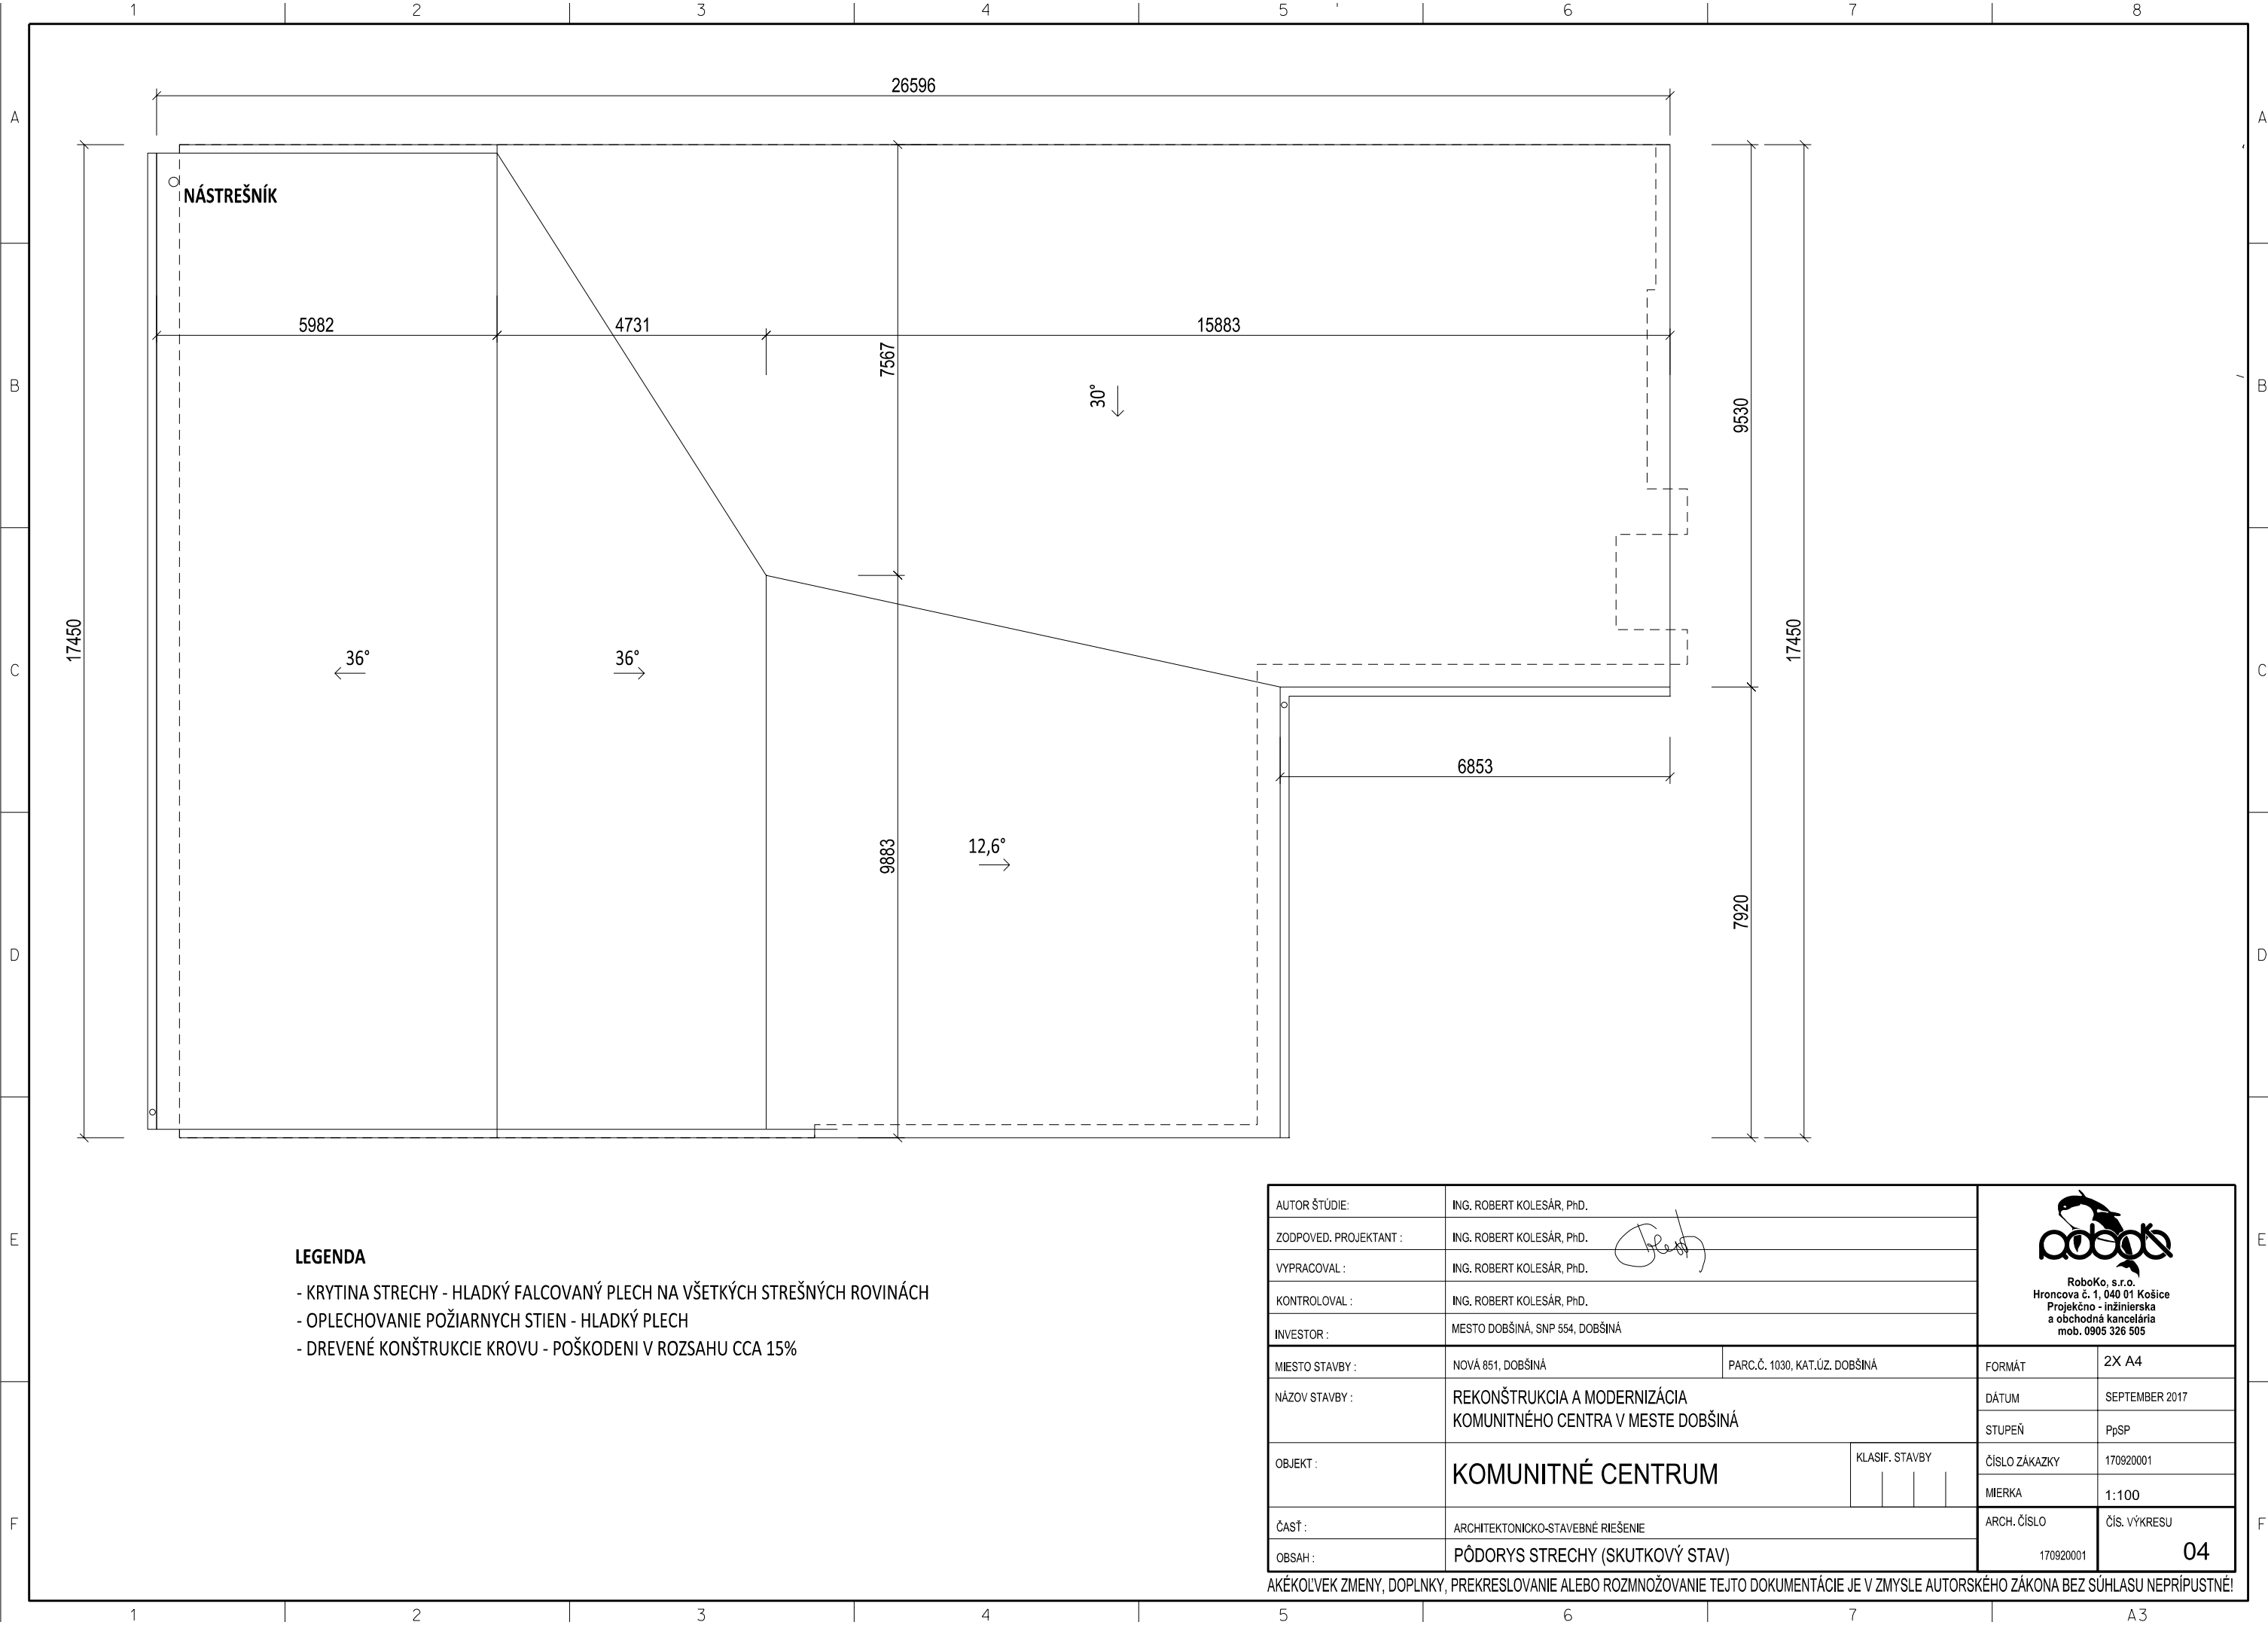 1 2 3 4 5 6 7 8
A A
B B
C C
D D
E E
F F
26596
NÁSTREŠNÍK
5982
4731
15883
7567
30°
9530
17450
17450
36°
36°
6853
12,6°
9883
7920
LEGENDA
- KRYTINA STRECHY - HLADKÝ FALCOVANÝ PLECH NA VŠETKÝCH STREŠNÝCH ROVINÁCH
- OPLECHOVANIE POŽIARNYCH STIEN - HLADKÝ PLECH
- DREVENÉ KONŠTRUKCIE KROVU - POŠKODENI V ROZSAHU CCA 15%
AUTOR ŠTÚDIE: ING. ROBERT KOLESÁR, PhD.
ZODPOVED. PROJEKTANT : ING. ROBERT KOLESÁR, PhD.
VYPRACOVAL : ING. ROBERT KOLESÁR, PhD.
KONTROLOVAL : ING. ROBERT KOLESÁR, PhD.
INVESTOR : MESTO DOBŠINÁ, SNP 554, DOBŠINÁ
roboko
RoboKo, s.r.o.
Hroncova č. 1, 040 01 Košice
Projekčno - inžinierska
a obchodná kancelária
mob. 0905 326 505
MIESTO STAVBY : NOVÁ 851, DOBŠINÁ PARC.Č. 1030, KAT.ÚZ. DOBŠINÁ
FORMÁT 2X A4
NÁZOV STAVBY : REKONŠTRUKCIA A MODERNIZÁCIA
KOMUNITNÉHO CENTRA V MESTE DOBŠINÁ
DÁTUM SEPTEMBER 2017
STUPEŇ PpSP
OBJEKT : KOMUNITNÉ CENTRUM
KLASIF. STAVBY
ČÍSLO ZÁKAZKY 170920001
MIERKA 1:100
ČASŤ : ARCHITEKTONICKO-STAVEBNÉ RIEŠENIE
OBSAH : PÔDORYS STRECHY (SKUTKOVÝ STAV)
ARCH. ČÍSLO
170920001
ČÍS. VÝKRESU
04
AKÉKOĽVEK ZMENY, DOPLNKY, PREKRESLOVANIE ALEBO ROZMNOŽOVANIE TEJTO DOKUMENTÁCIE JE V ZMYSLE AUTORSKÉHO ZÁKONA BEZ SÚHLASU NEPRÍPUSTNÉ!
1 2 3 4 5 6 7 A3